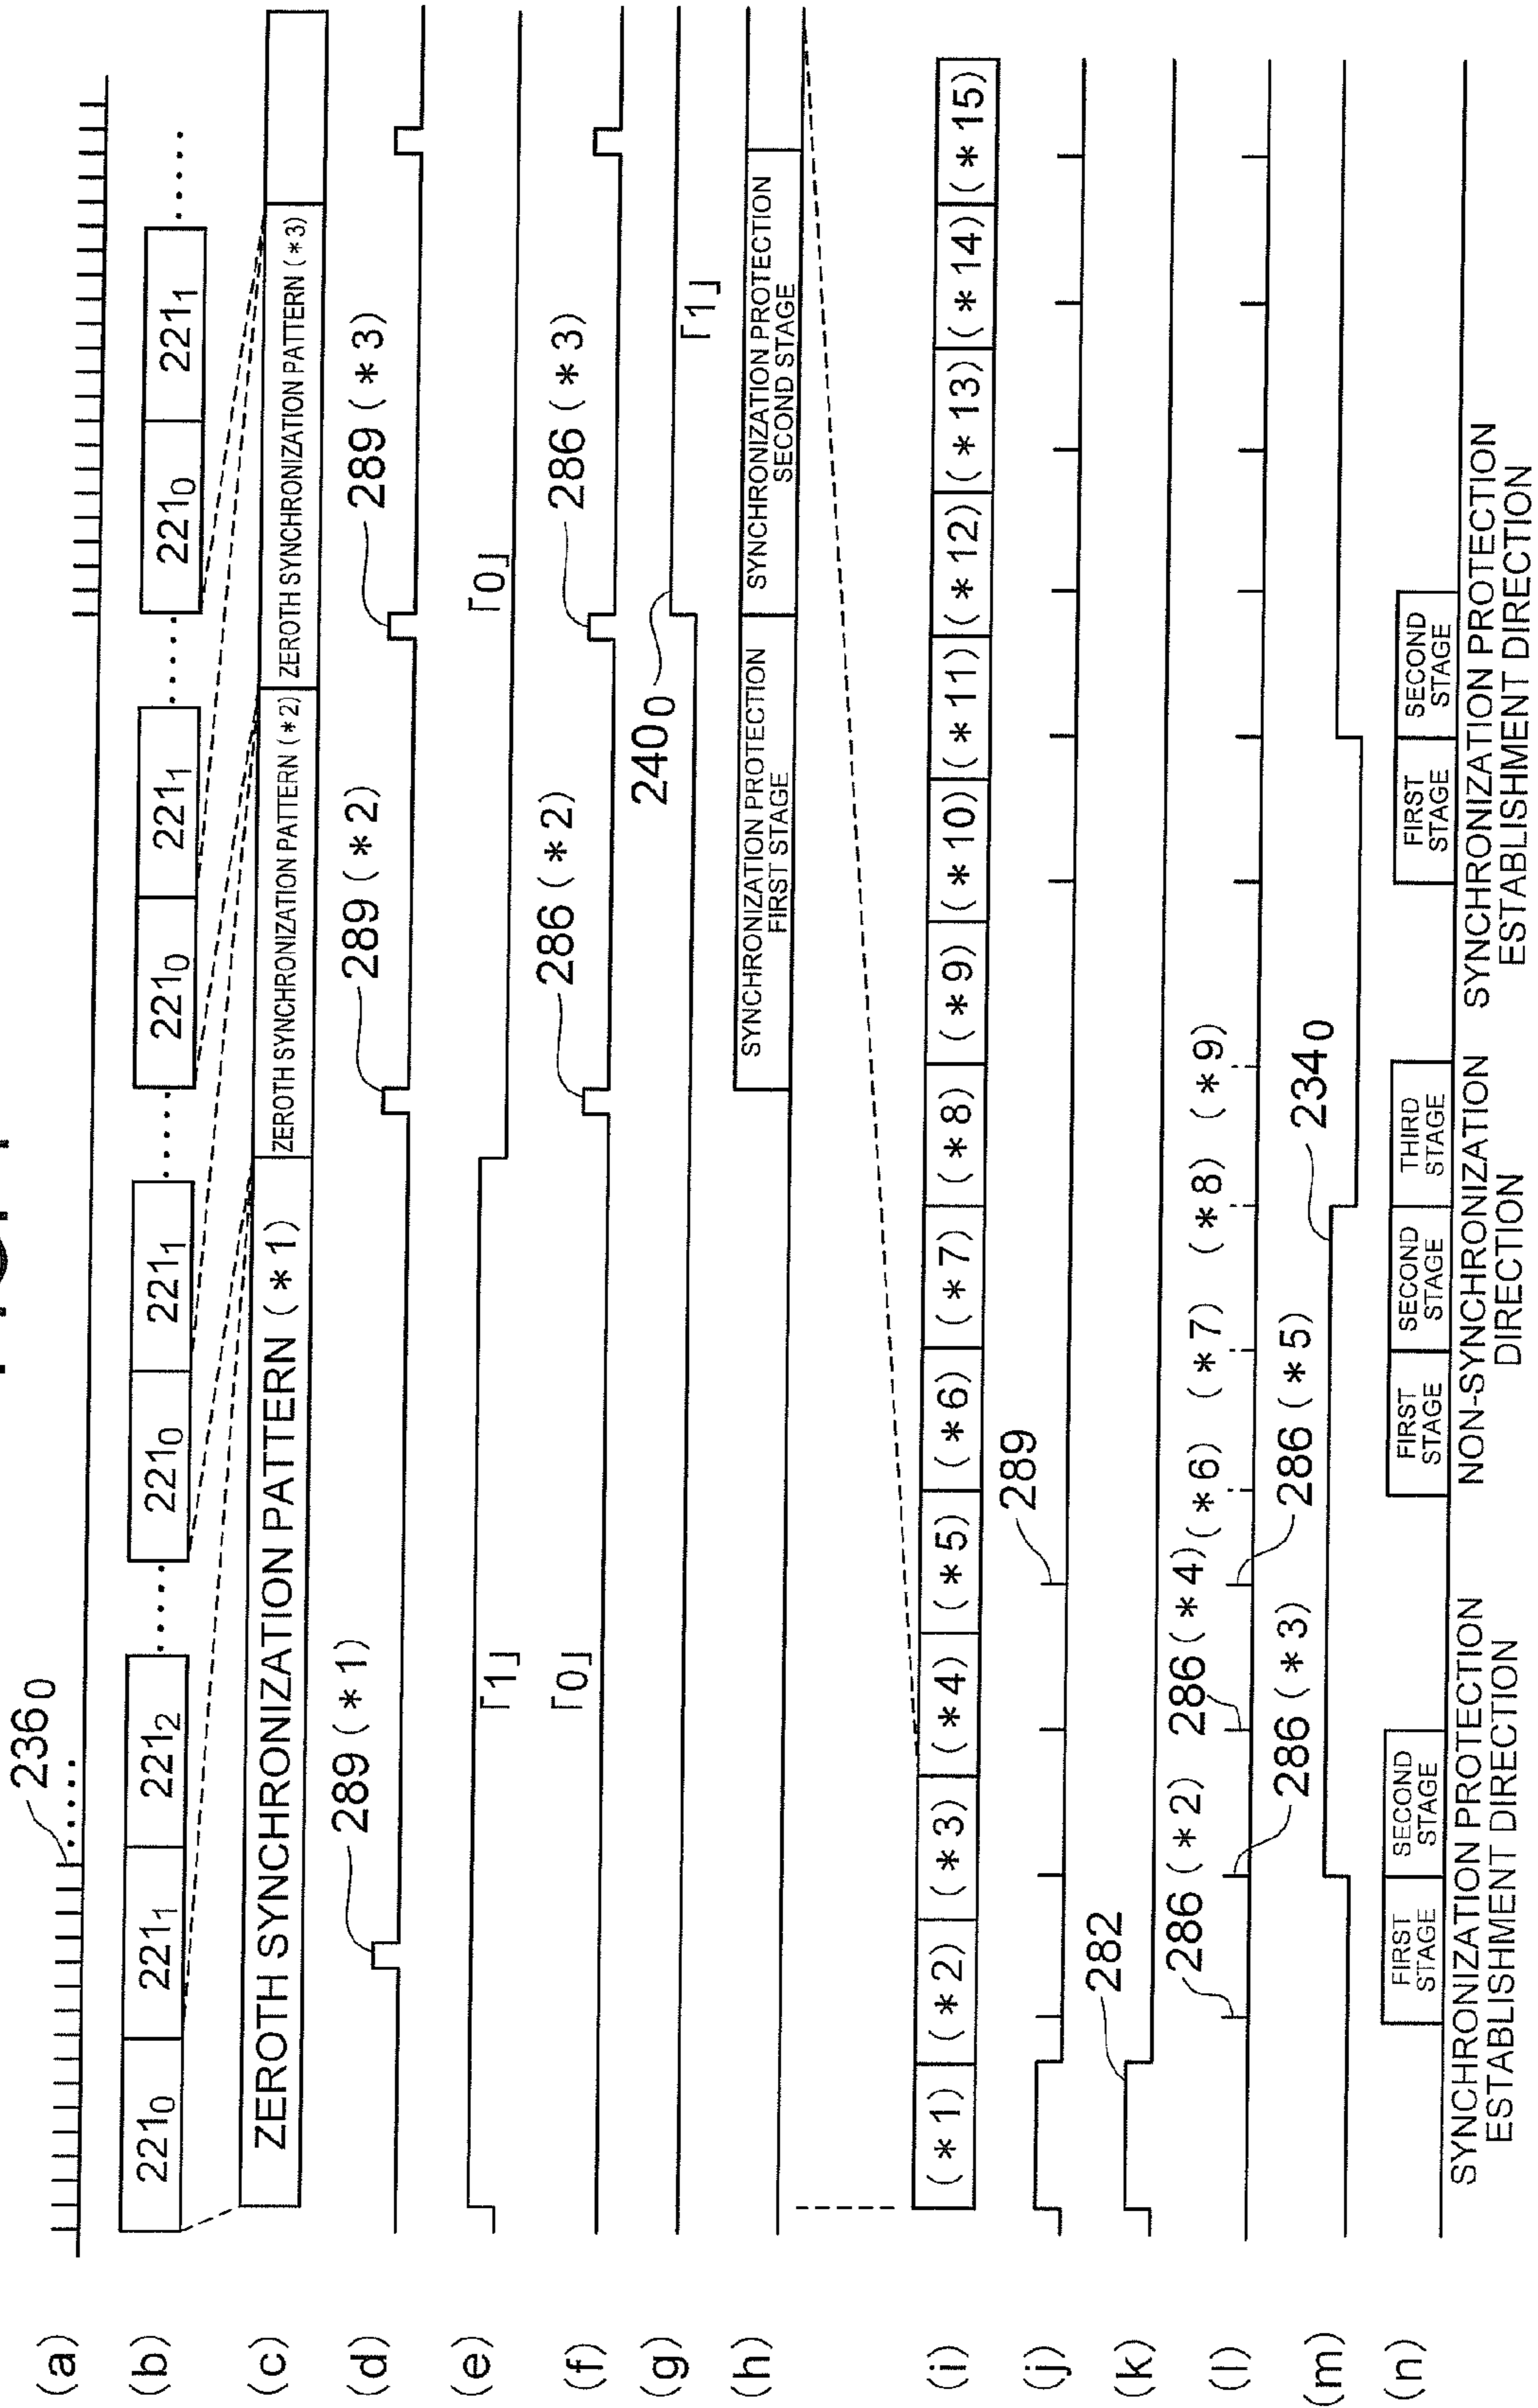 (a)
236₀
(b)
221₀ 221₁ 221₂ ..... 221₀ 221₁ ..... 221₀ 221₁ ..... 221₀ 221₁ .....
(c)
ZEROTH SYNCHRONIZATION PATTERN (*1) ZEROTH SYNCHRONIZATION PATTERN (*2) ZEROTH SYNCHRONIZATION PATTERN (*3)
(d)
289 (*1) 289 (*2) 289 (*3)
(e)
「1」 「0」
(f)
「0」 286 (*2) 286 (*3)
(g)
240₀ 「1」
(h)
SYNCHRONIZATION PROTECTION
FIRST STAGE
SYNCHRONIZATION PROTECTION
SECOND STAGE
(i)
(*1) (*2) (*3) (*4) (*5) (*6) (*7) (*8) (*9) (*10) (*11) (*12) (*13) (*14) (*15)
(j)
289
(k)
282
(l)
286 (*2) 286 (*4) (*6) (*7) (*8) (*9)
286 (*3) 286 (*5)
(m)
234₀
(n)
FIRST
STAGE
SECOND
STAGE
SYNCHRONIZATION PROTECTION
ESTABLISHMENT DIRECTION
FIRST
STAGE
SECOND
STAGE
THIRD
STAGE
NON-SYNCHRONIZATION
DIRECTION
FIRST
STAGE
SECOND
STAGE
SYNCHRONIZATION PROTECTION
ESTABLISHMENT DIRECTION